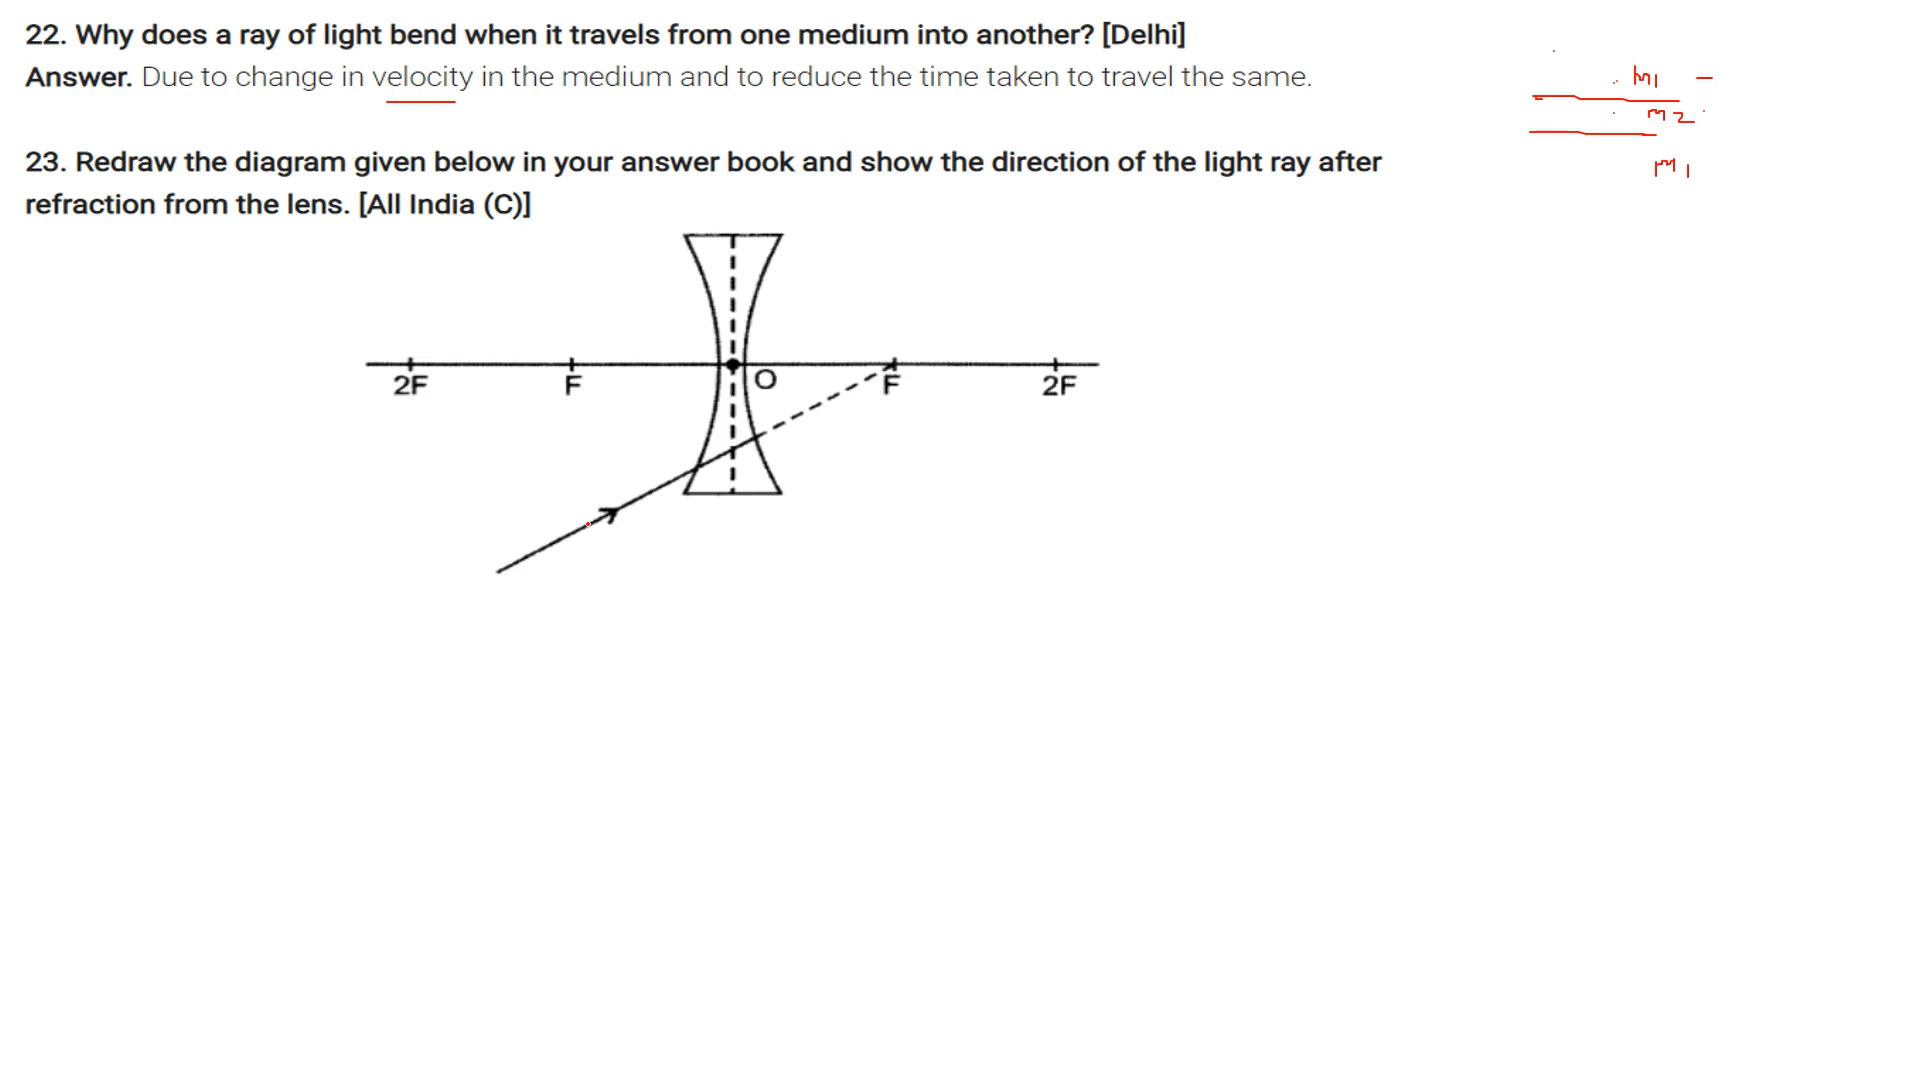 22. Why does a ray of light bend when it travels from one medium into another? [Delhi]
Answer. Due to change in velocity in the medium and to reduce the time taken to travel the same.
m1 –
m2
m1
23. Redraw the diagram given below in your answer book and show the direction of the light ray after
refraction from the lens. [All India (C)]
2F F O F 2F